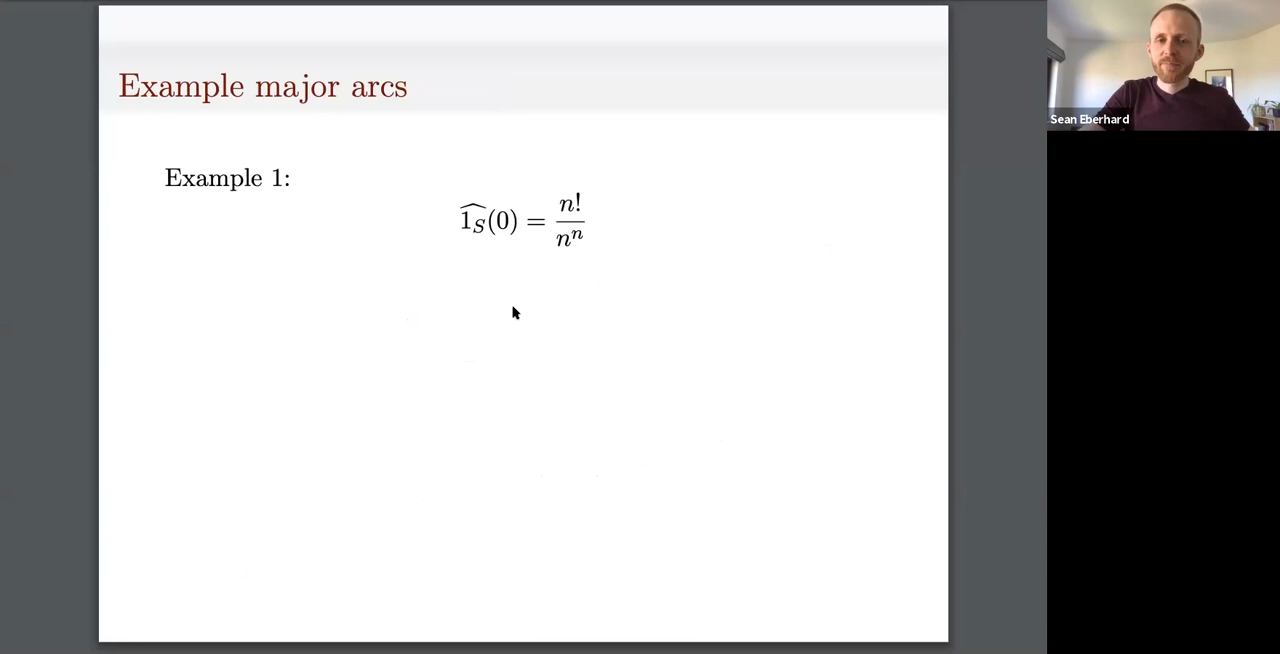 Example major arcs
Example 1:
$\widehat{1_S}(0) = \frac{n!}{n^n}$
Sean Eberhard